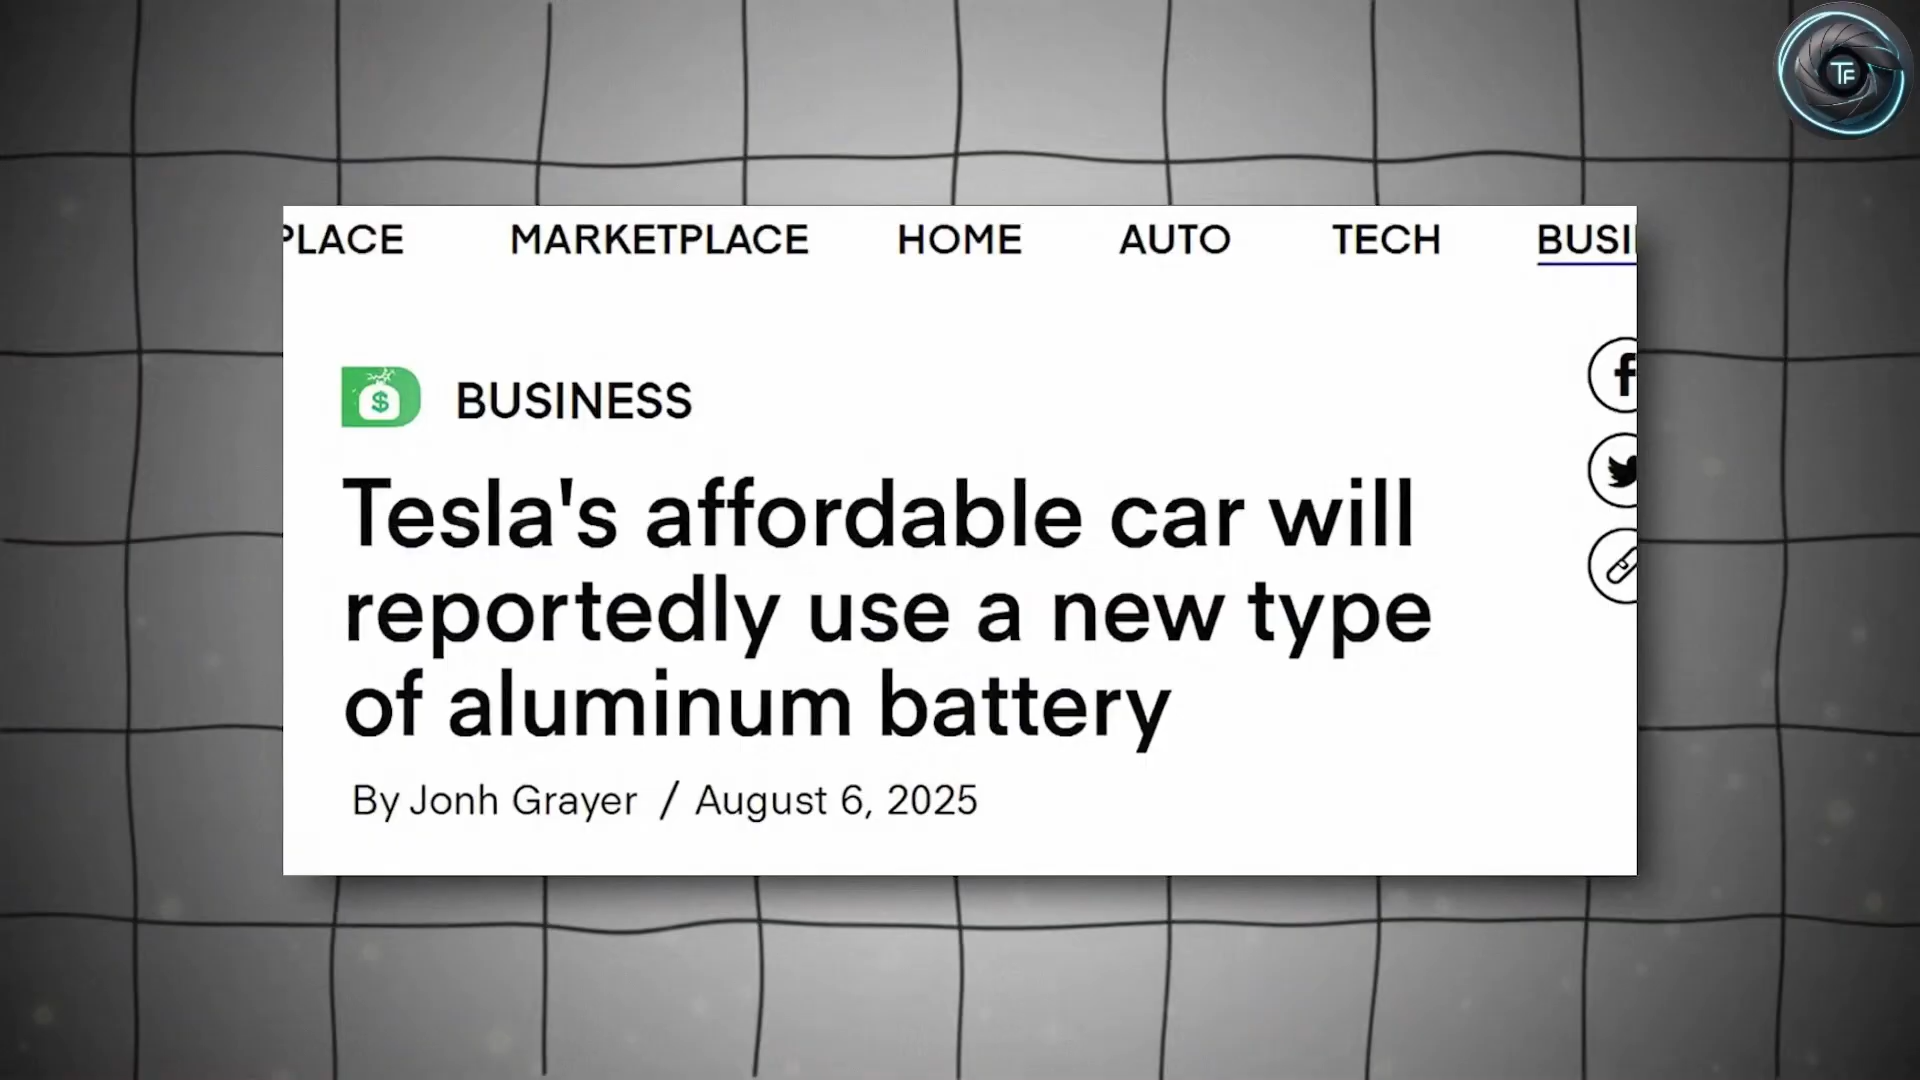 TF
PLACE MARKETPLACE HOME AUTO TECH BUSI
$ BUSINESS
Tesla's affordable car will
reportedly use a new type
of aluminum battery
By Jonh Grayer / August 6, 2025